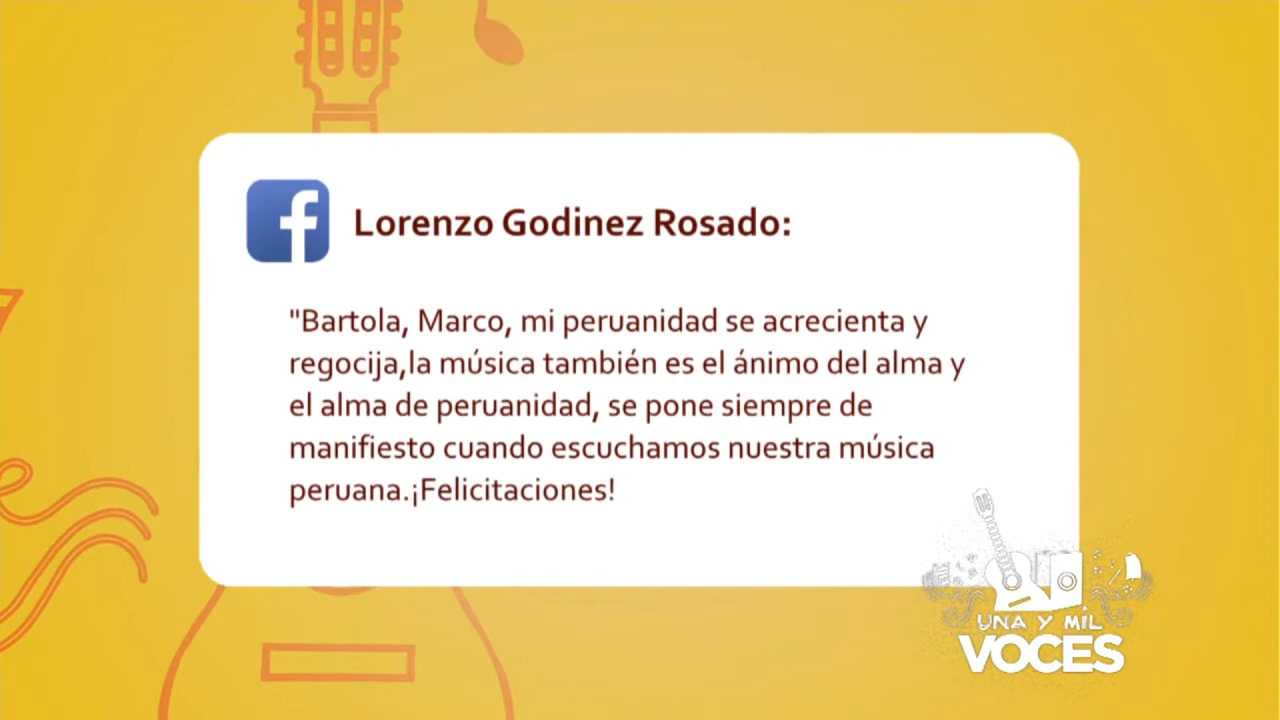 Lorenzo Godinez Rosado:
"Bartola, Marco, mi peruanidad se acrecienta y
regocija,la música también es el ánimo del alma y
el alma de peruanidad, se pone siempre de
manifiesto cuando escuchamos nuestra música
peruana.¡Felicitaciones!
UNA Y MIL
VOCES